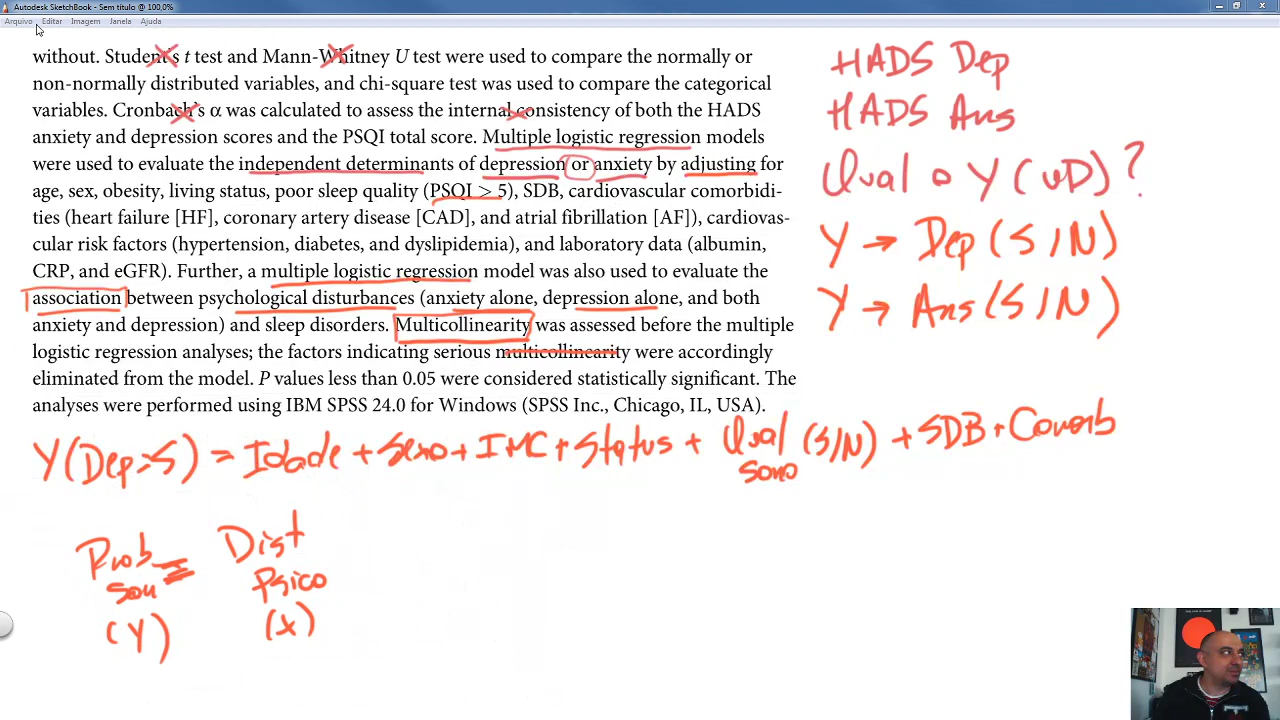 Autodesk SketchBook - Sem título @ 100,0%
Arquivo Editar Imagem Janela Ajuda
without. Student's t test and Mann-Whitney U test were used to compare the normally or
non-normally distributed variables, and chi-square test was used to compare the categorical
variables. Cronbach's α was calculated to assess the internal consistency of both the HADS
anxiety and depression scores and the PSQI total score. Multiple logistic regression models
were used to evaluate the independent determinants of depression or anxiety by adjusting for
age, sex, obesity, living status, poor sleep quality (PSQI > 5), SDB, cardiovascular comorbidi-
ties (heart failure [HF], coronary artery disease [CAD], and atrial fibrillation [AF]), cardiovas-
cular risk factors (hypertension, diabetes, and dyslipidemia), and laboratory data (albumin,
CRP, and eGFR). Further, a multiple logistic regression model was also used to evaluate the
association between psychological disturbances (anxiety alone, depression alone, and both
anxiety and depression) and sleep disorders. Multicollinearity was assessed before the multiple
logistic regression analyses; the factors indicating serious multicollinearity were accordingly
eliminated from the model. P values less than 0.05 were considered statistically significant. The
analyses were performed using IBM SPSS 24.0 for Windows (SPSS Inc., Chicago, IL, USA).
HADS Dep
HADS Ans
Qual o Y (VD)?
Y → Dep (S/N)
Y → Ans (S/N)
Y(Dep=S) = Idade + Sexo + IMC + Status + Qual (S/N) + SDB + Comorb
sono
Prob = Dist
Son Psico
(Y) (X)